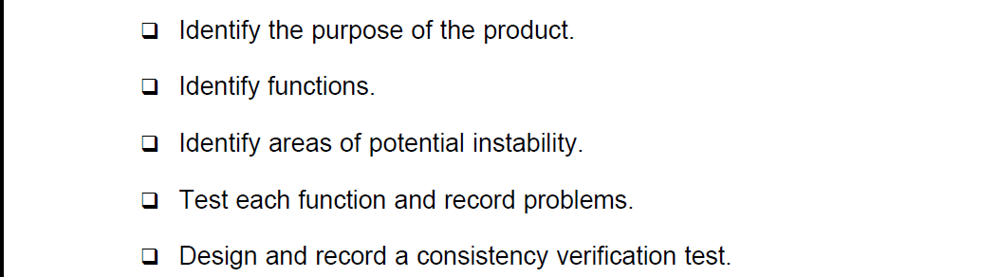 ❑ Identify the purpose of the product.
❑ Identify functions.
❑ Identify areas of potential instability.
❑ Test each function and record problems.
❑ Design and record a consistency verification test.